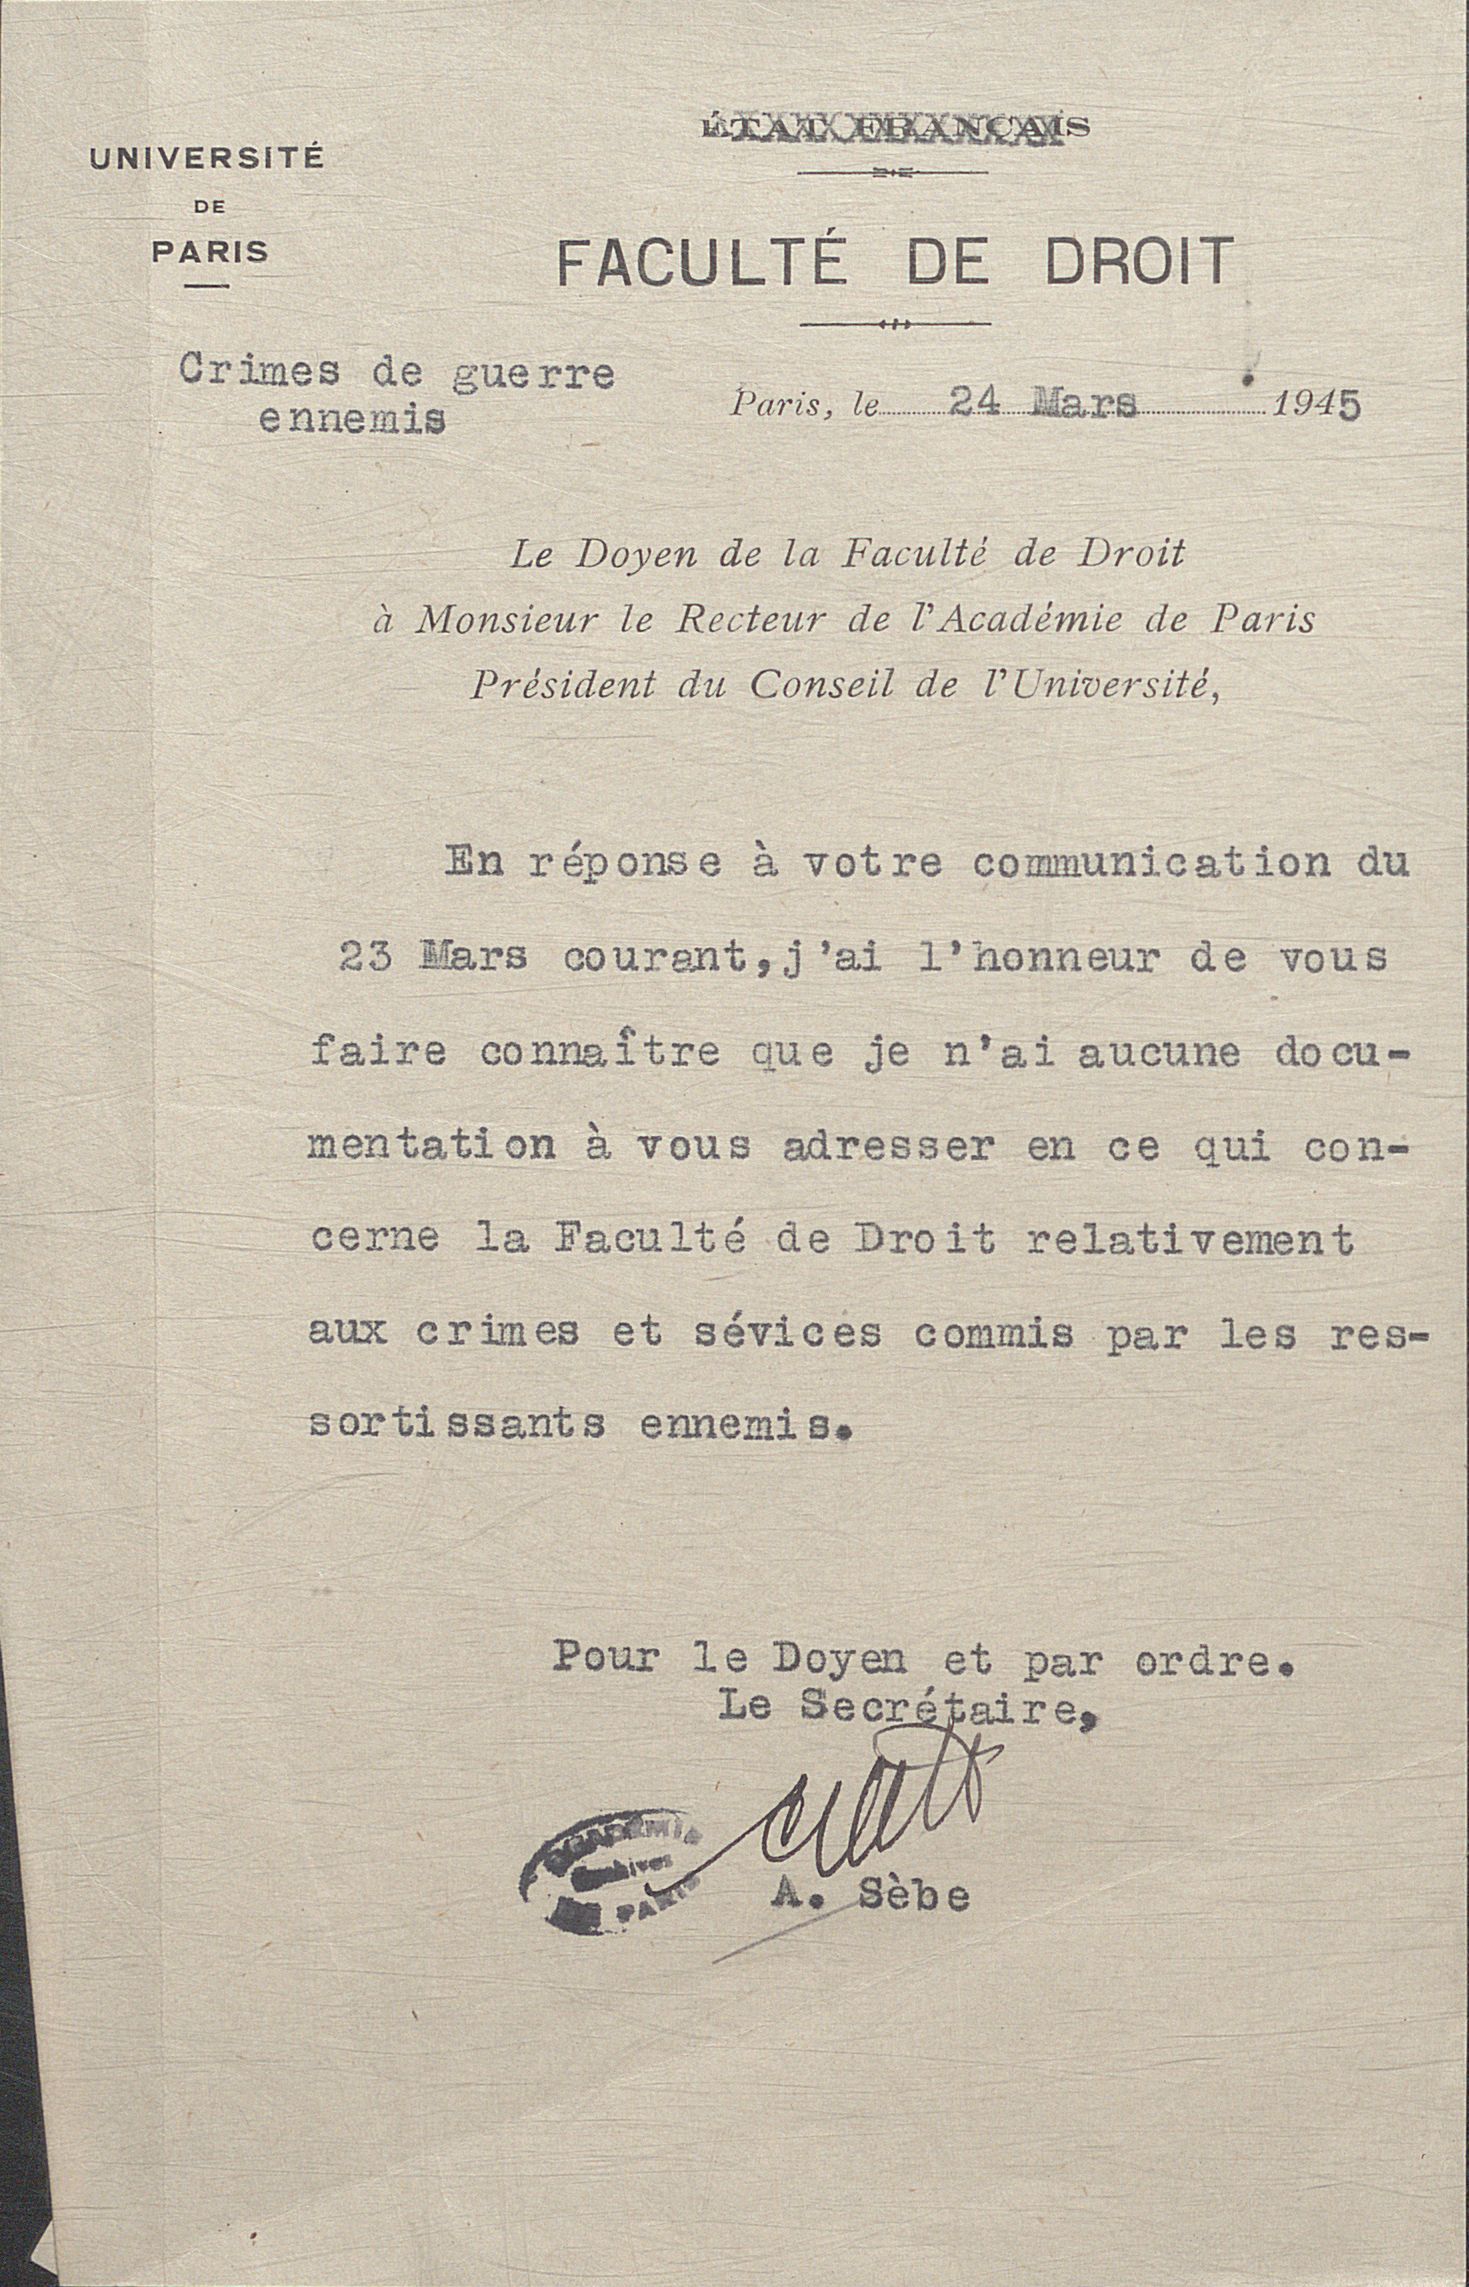 ÉTAT FRANÇAIS
UNIVERSITÉ
DE
PARIS
FACULTÉ DE DROIT
Crimes de guerre
ennemis
Paris, le 24 Mars 1945
Le Doyen de la Faculté de Droit
à Monsieur le Recteur de l'Académie de Paris
Président du Conseil de l'Université,
En réponse à votre communication du
23 Mars courant, j'ai l'honneur de vous
faire connaître que je n'ai aucune docu-
mentation à vous adresser en ce qui con-
cerne la Faculté de Droit relativement
aux crimes et sévices commis par les res-
sortissants ennemis.
Pour le Doyen et par ordre.
Le Secrétaire,
ACADÉMIE
Archives
PARIS
A. Sèbe